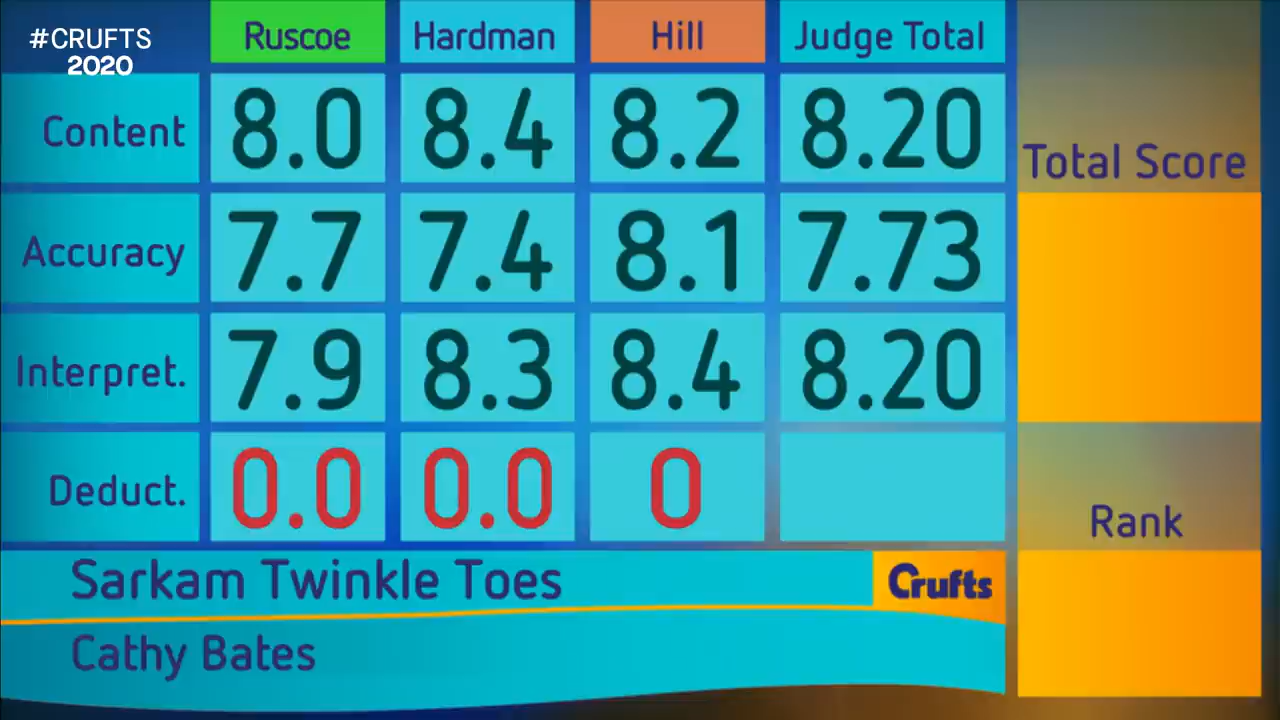 #CRUFTS
2020
Ruscoe Hardman Hill Judge Total
Content 8.0 8.4 8.2 8.20
Total Score
Accuracy 7.7 7.4 8.1 7.73
Interpret. 7.9 8.3 8.4 8.20
Deduct. 0.0 0.0 0
Rank
Sarkam Twinkle Toes
Crufts
Cathy Bates